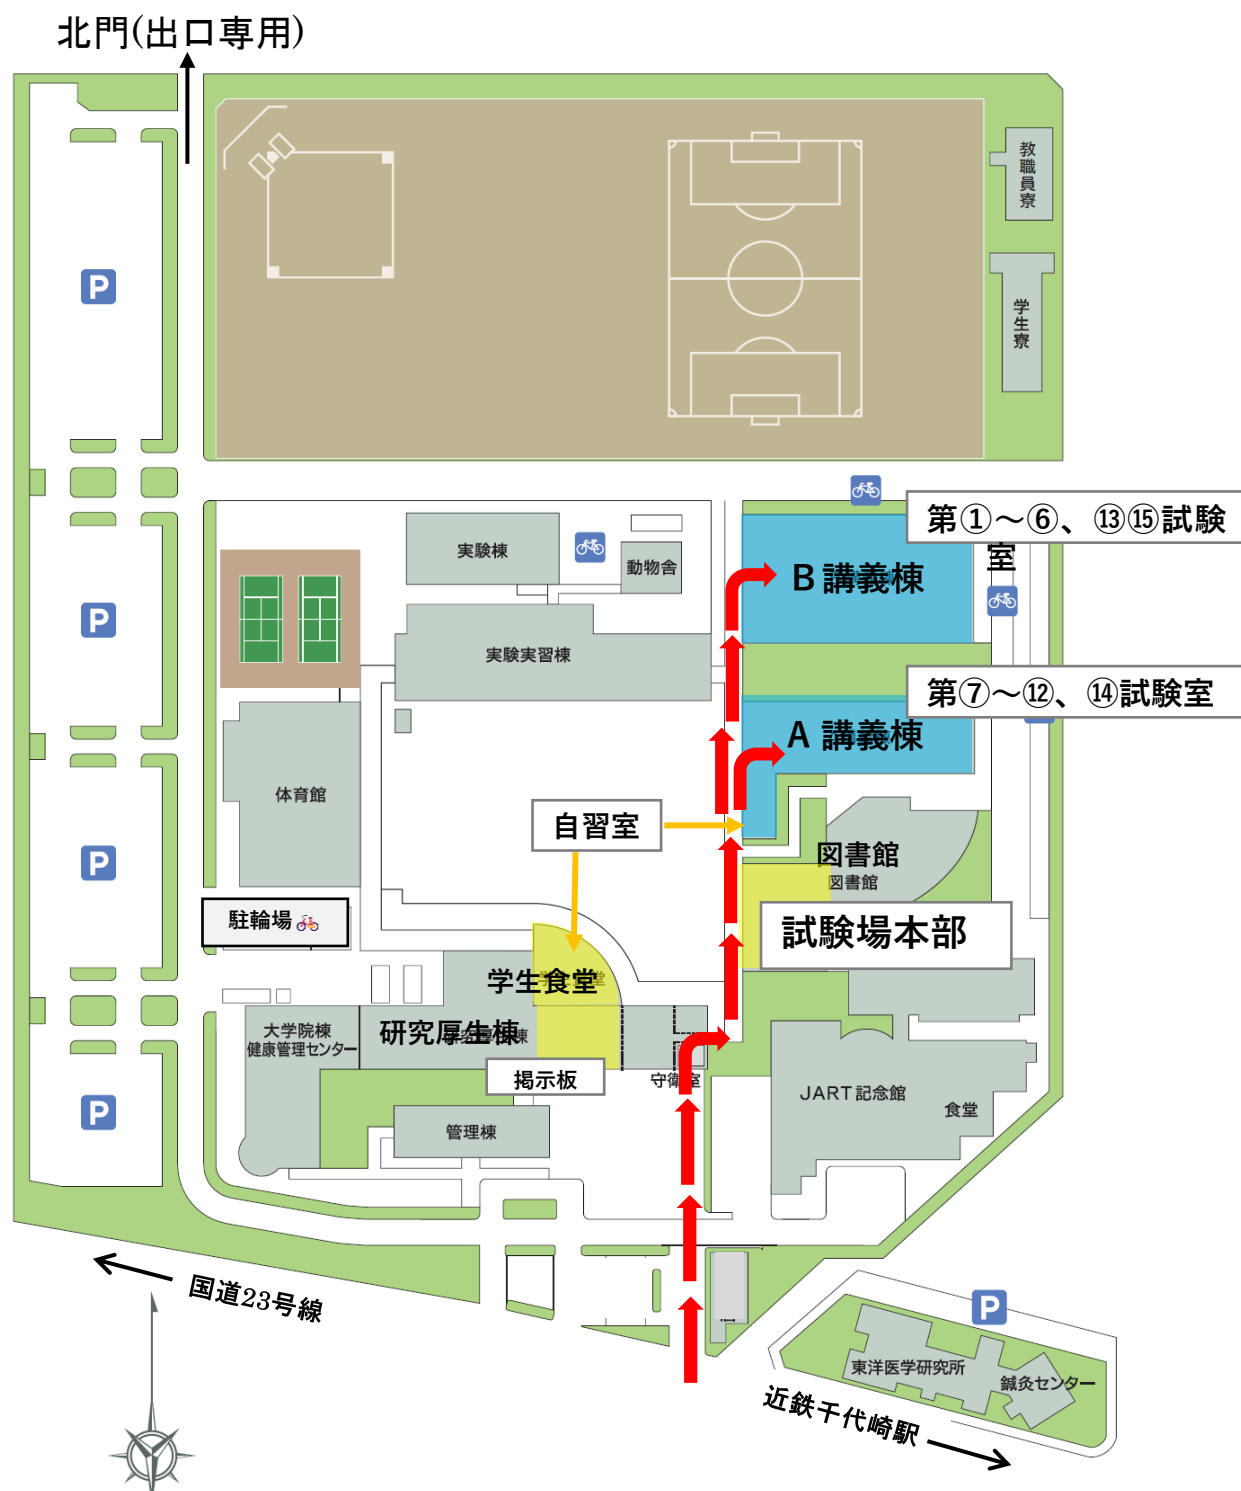 北門(出口専用)
教職員寮
P
学生寮
第①～⑥、⑬⑮試験
室
実験棟
動物舎
B 講義棟
P
実験実習棟
第⑦～⑫、⑭試験室
A 講義棟
体育館
自習室
P
図書館
図書館
駐輪場
試験場本部
学生食堂
大学院棟
健康管理センター
研究厚生棟
掲示板
守衛室
JART記念館
食堂
P
管理棟
国道23号線
P
東洋医学研究所
鍼灸センター
近鉄千代崎駅